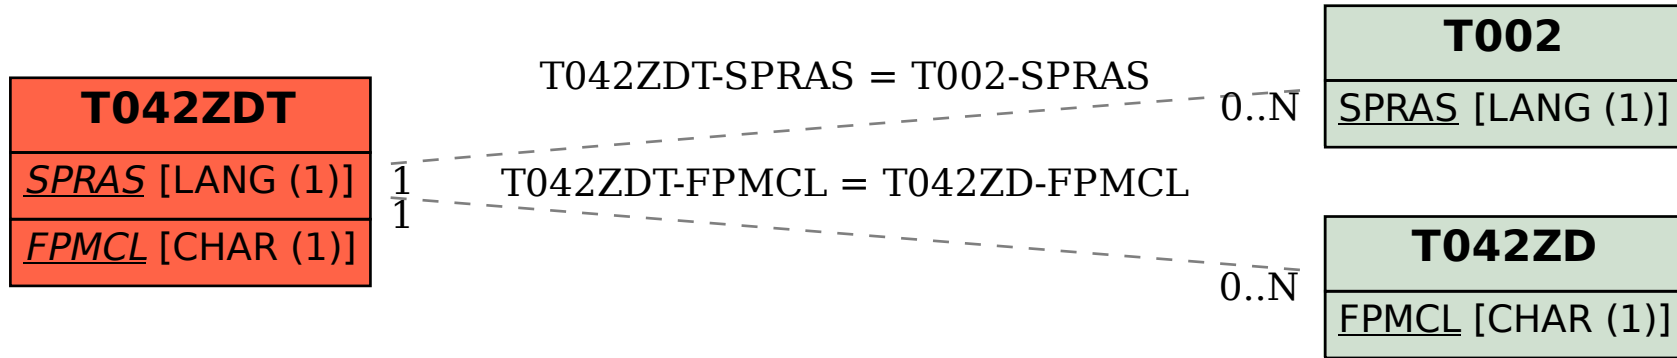 T042ZDT
SPRAS [LANG (1)]
FPMCL [CHAR (1)]
T042ZDT-SPRAS = T002-SPRAS
1
0..N
T042ZDT-FPMCL = T042ZD-FPMCL
1
0..N
T002
SPRAS [LANG (1)]
T042ZD
FPMCL [CHAR (1)]